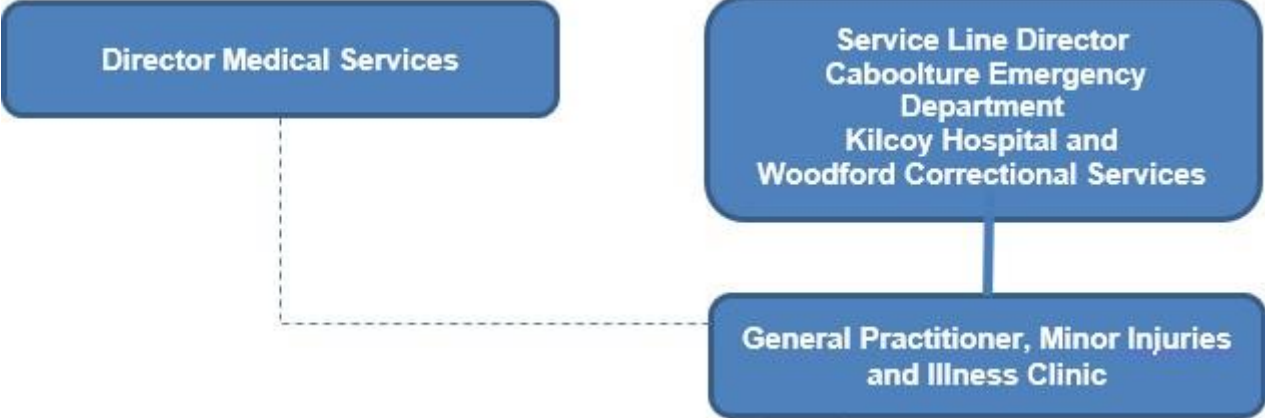 Director Medical Services
Service Line Director
Caboolture Emergency
Department
Kilcoy Hospital and
Woodford Correctional Services
General Practitioner, Minor Injuries
and Illness Clinic